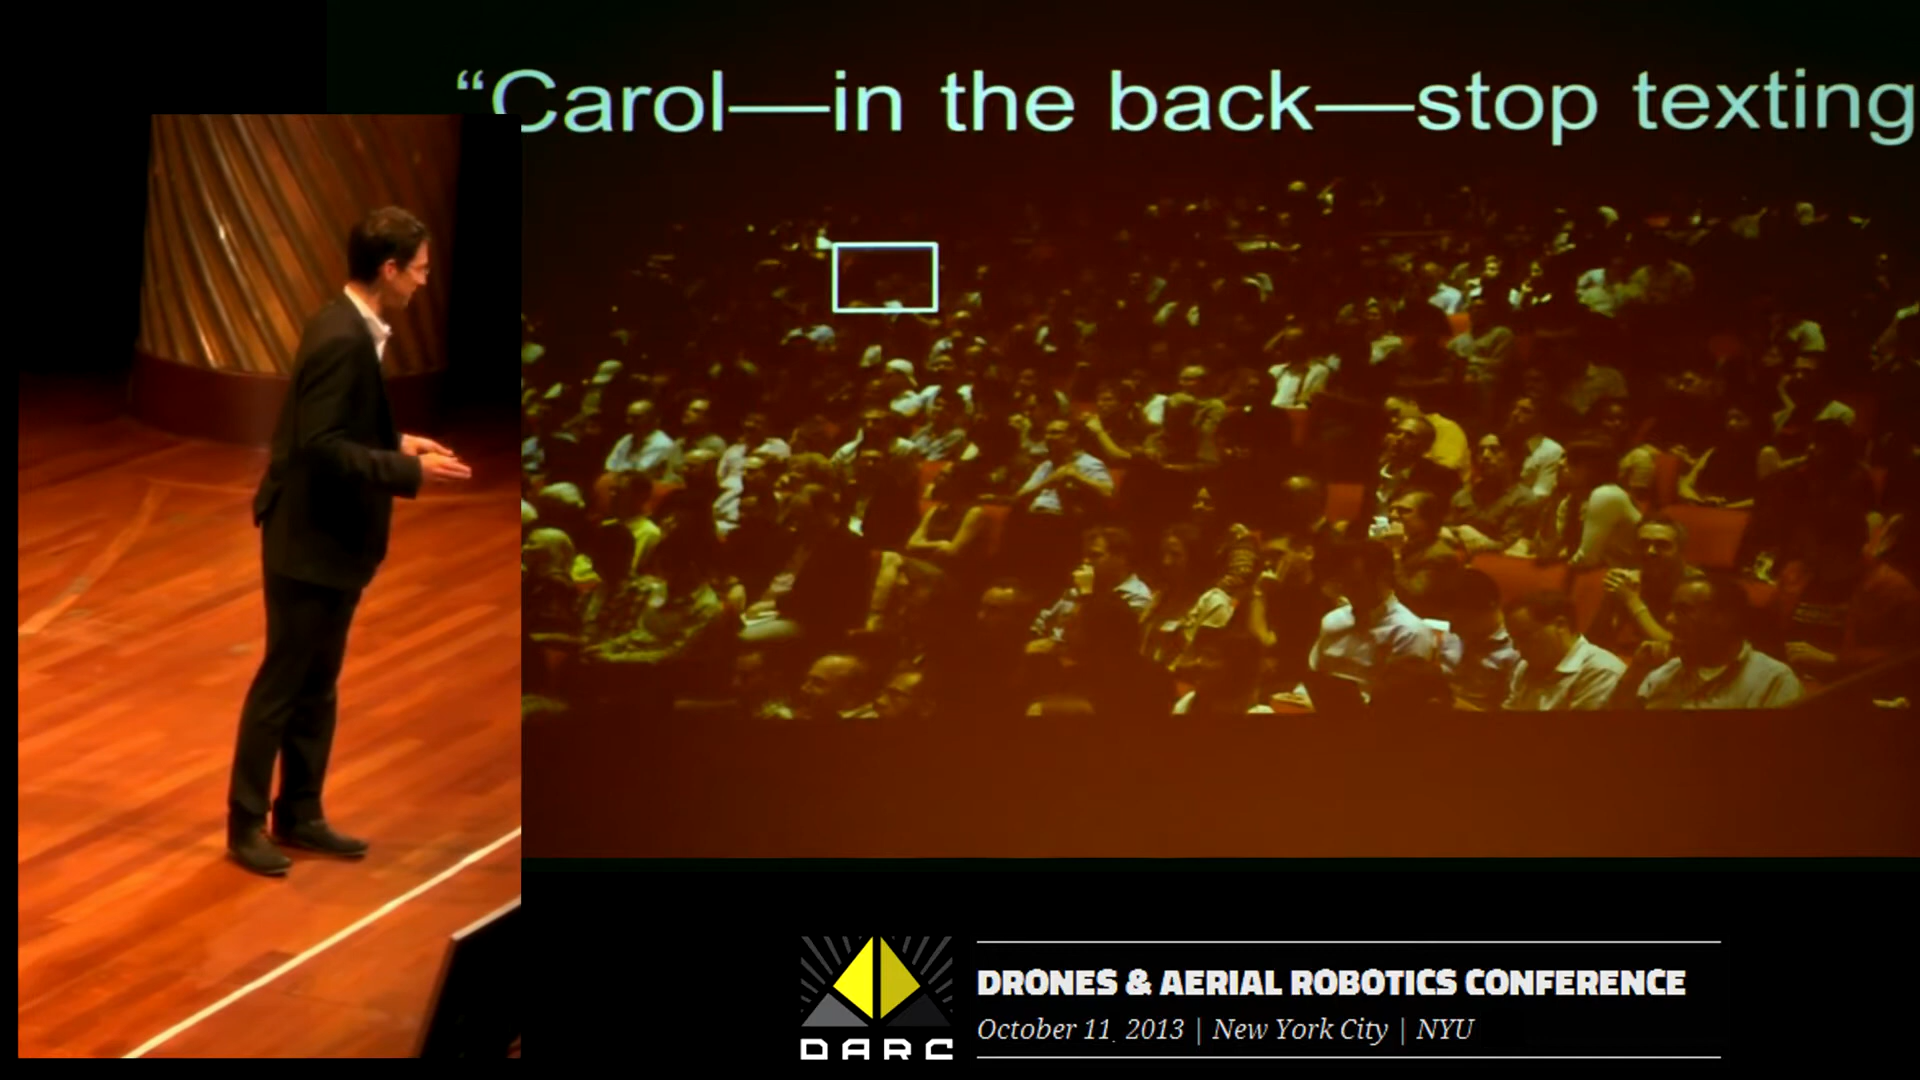 “Carol—in the back—stop texting
DARC
DRONES & AERIAL ROBOTICS CONFERENCE
October 11, 2013 | New York City | NYU